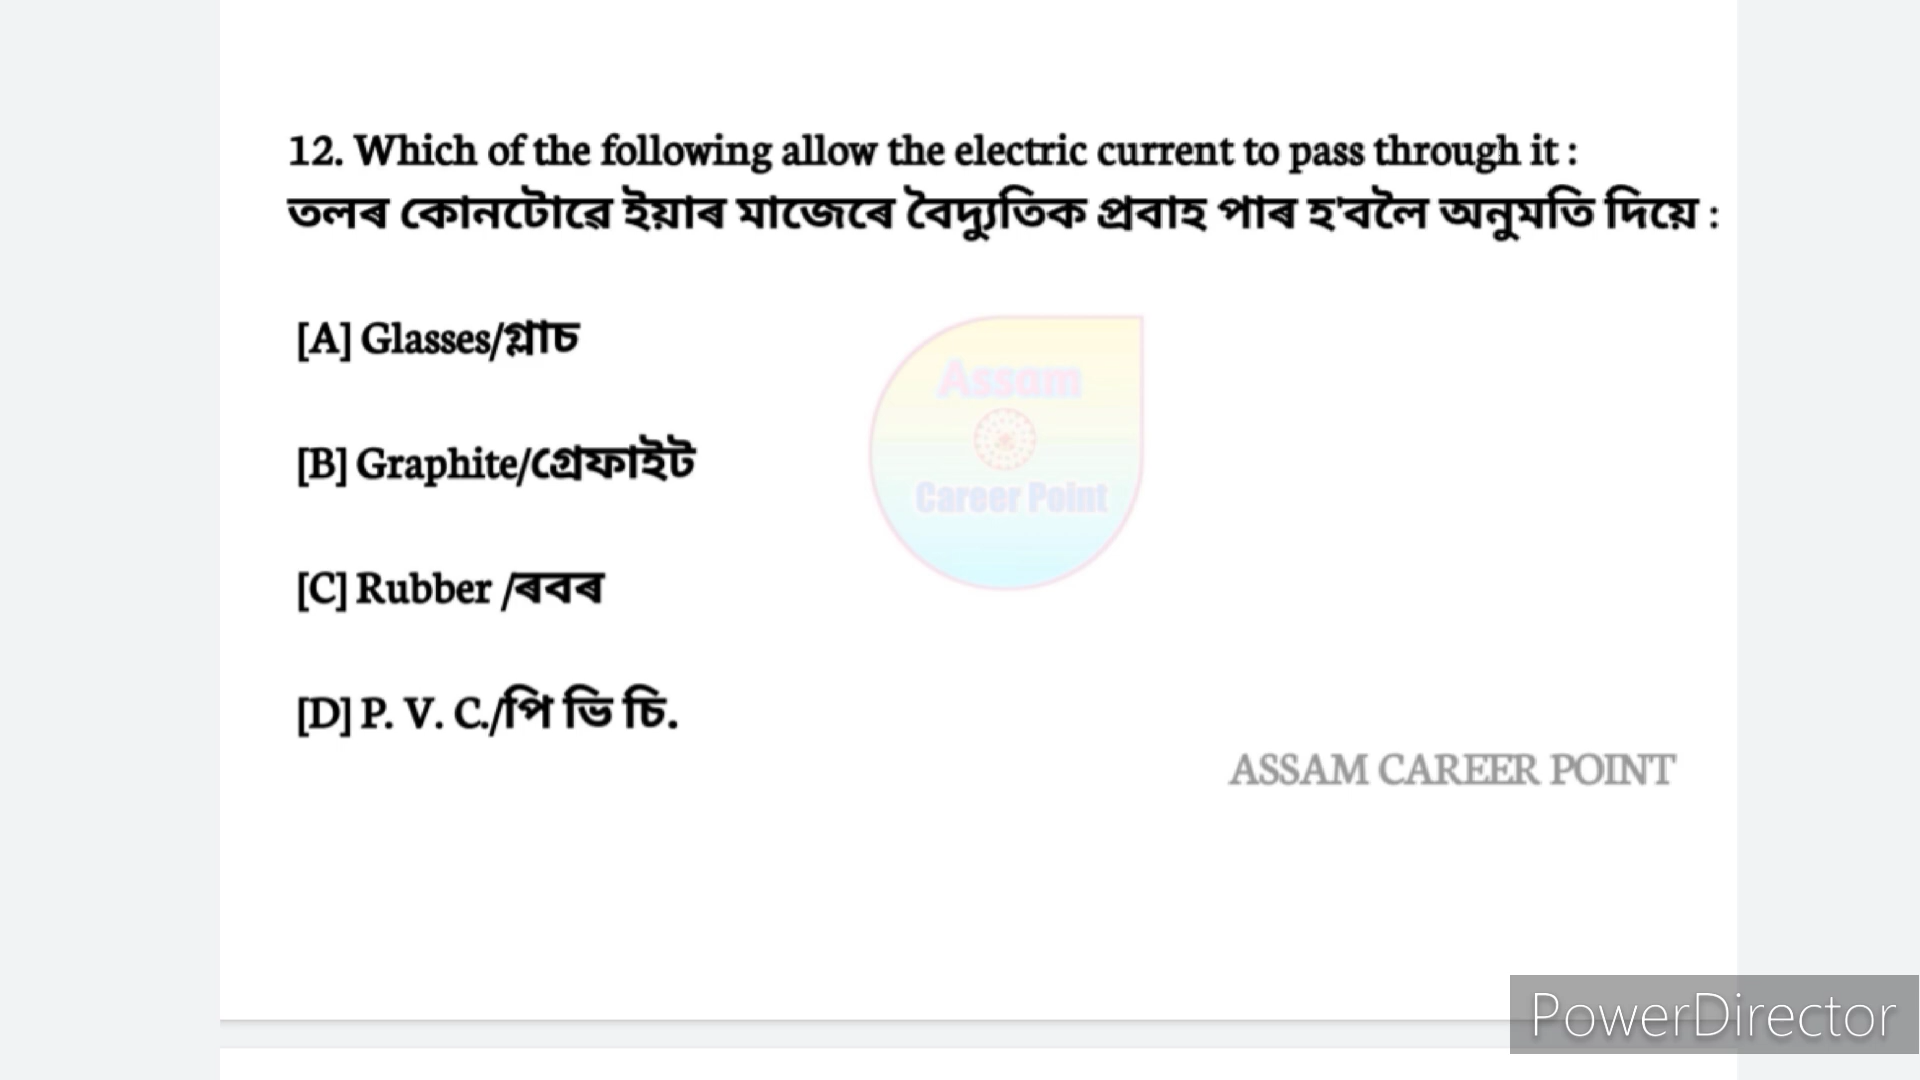 12. Which of the following allow the electric current to pass through it :
তলৰ কোনটোৱে ইয়াৰ মাজেৰে বৈদ্যুতিক প্ৰবাহ পাৰ হ'বলৈ অনুমতি দিয়ে :
[A] Glasses/গ্লাচ
Assam
Career Point
[B] Graphite/গ্ৰেফাইট
[C] Rubber /ৰবৰ
[D] P. V. C./পি ভি চি.
ASSAM CAREER POINT
PowerDirector